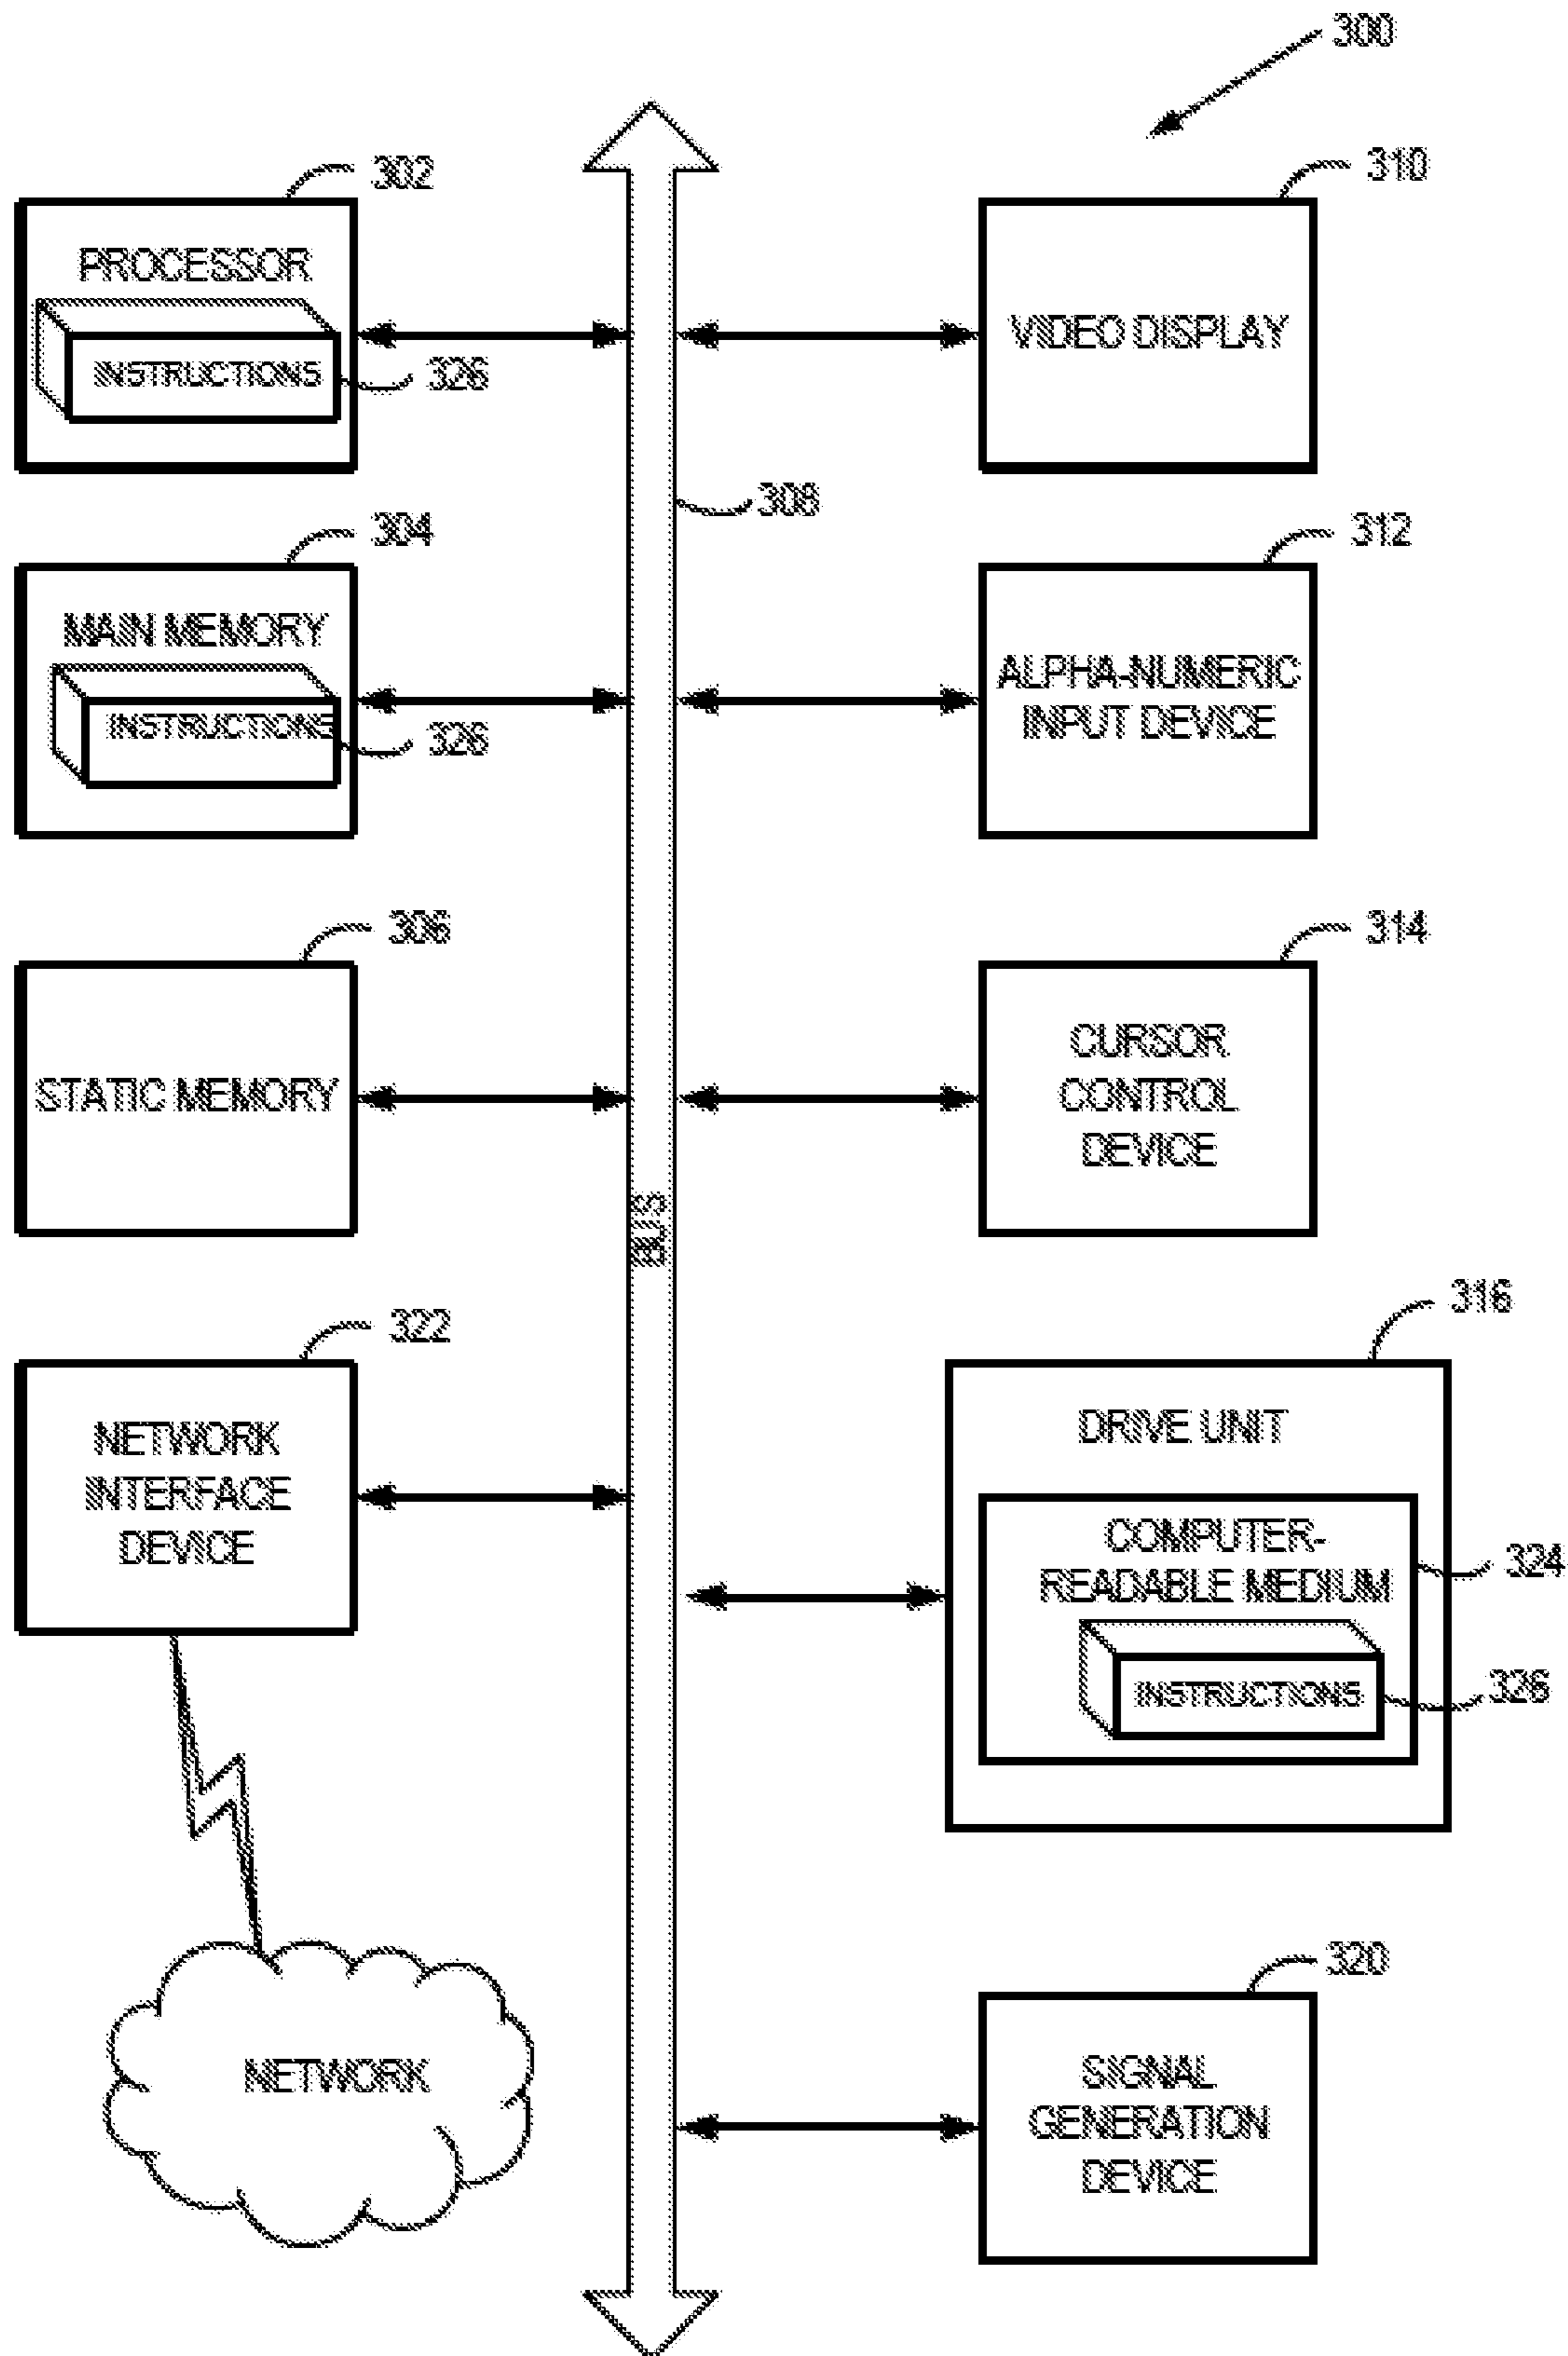 300
302
PROCESSOR
INSTRUCTIONS
326
310
VIDEO DISPLAY
308
304
MAIN MEMORY
INSTRUCTIONS
326
312
ALPHA-NUMERIC
INPUT DEVICE
306
STATIC MEMORY
314
CURSOR
CONTROL
DEVICE
BUS
322
NETWORK
INTERFACE
DEVICE
316
DRIVE UNIT
COMPUTER-
READABLE MEDIUM
324
INSTRUCTIONS
326
NETWORK
320
SIGNAL
GENERATION
DEVICE